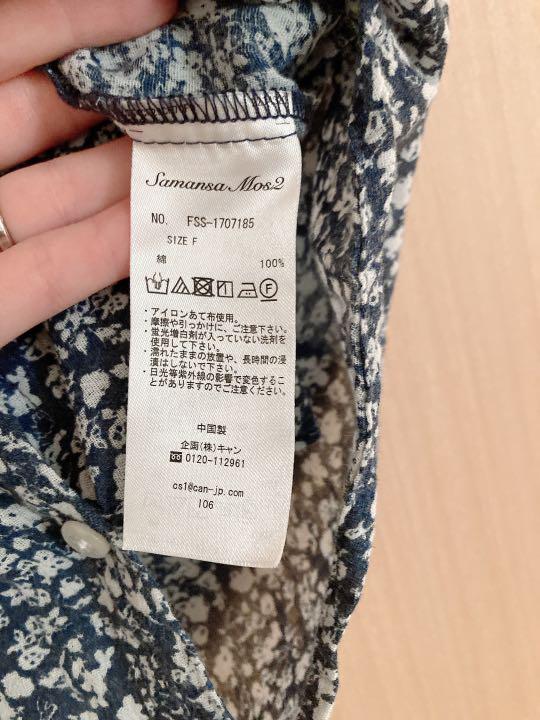 Samansa Mos2
NO. FSS-1707185
SIZE F
綿 100%
・アイロンあて布使用。
・摩擦や引っかけに、ご注意下さい。
・蛍光増白剤が入っていない洗剤を
使用して下さい。
・濡れたままの放置や、長時間の浸
漬はしないで下さい。
・日光等紫外線の影響で変色するこ
とがありますのでご注意ください。
中国製
企画(株)キャン
0120-112961
cs1@can-jp.com
106